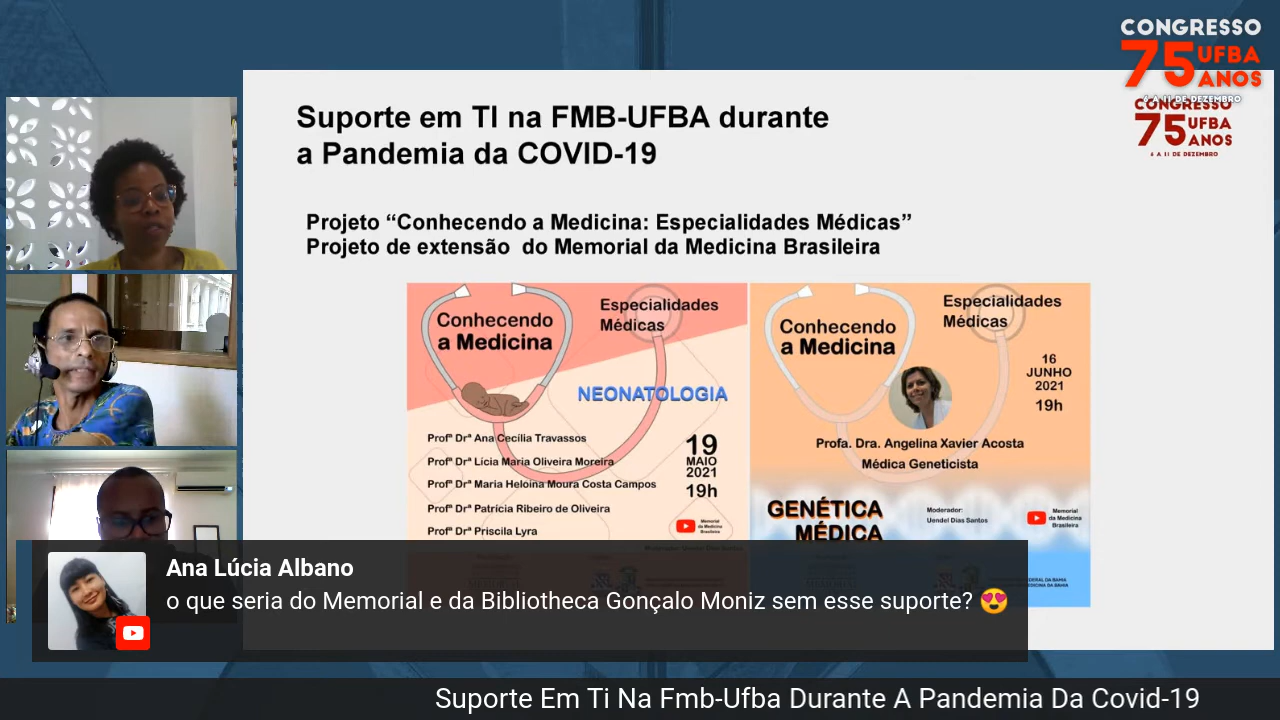 CONGRESSO
75 UFBA
ANOS
6 A 11 DE DEZEMBRO
CONGRESSO
75 UFBA
ANOS
6 A 11 DE DEZEMBRO
Suporte em TI na FMB-UFBA durante
a Pandemia da COVID-19
Projeto “Conhecendo a Medicina: Especialidades Médicas”
Projeto de extensão do Memorial da Medicina Brasileira
Conhecendo
a Medicina
Especialidades
Médicas
NEONATOLOGIA
Profª Drª Ana Cecília Travassos
Profª Drª Lícia Maria Oliveira Moreira
Profª Drª Maria Heloina Moura Costa Campos
Profª Drª Patrícia Ribeiro de Oliveira
Profª Drª Priscila Lyra
19
MAIO
2021
19h
Memorial
da Medicina
Brasileira
Conhecendo
a Medicina
Especialidades
Médicas
16
JUNHO
2021
19h
Profa. Dra. Angelina Xavier Acosta
Médica Geneticista
GENÉTICA
MÉDICA
Moderador:
Uendel Dias Santos
Memorial
da Medicina
Brasileira
Ana Lúcia Albano
o que seria do Memorial e da Bibliotheca Gonçalo Moniz sem esse suporte? 😍
Suporte Em Ti Na Fmb-Ufba Durante A Pandemia Da Covid-19